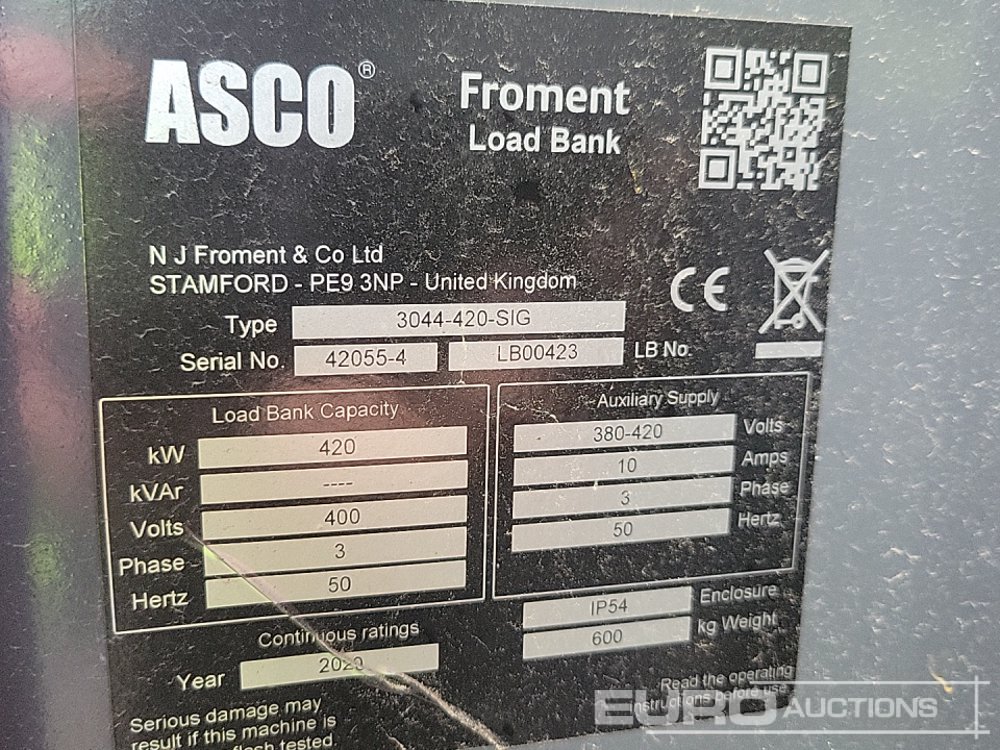 ASCO®
Froment
Load Bank
N J Froment & Co Ltd
STAMFORD - PE9 3NP - United Kingdom
Type 3044-420-SIG
Serial No. 42055-4 LB00423 LB No.
Load Bank Capacity
kW 420
kVAr ----
Volts 400
Phase 3
Hertz 50
Continuous ratings
Year
Auxiliary Supply
380-420 Volts
10 Amps
3 Phase
50 Hertz
IP54 Enclosure
600 kg Weight
CE
Serious damage may
result if this machine is
flash tested.
Read the operating
instructions before use
EURO AUCTIONS